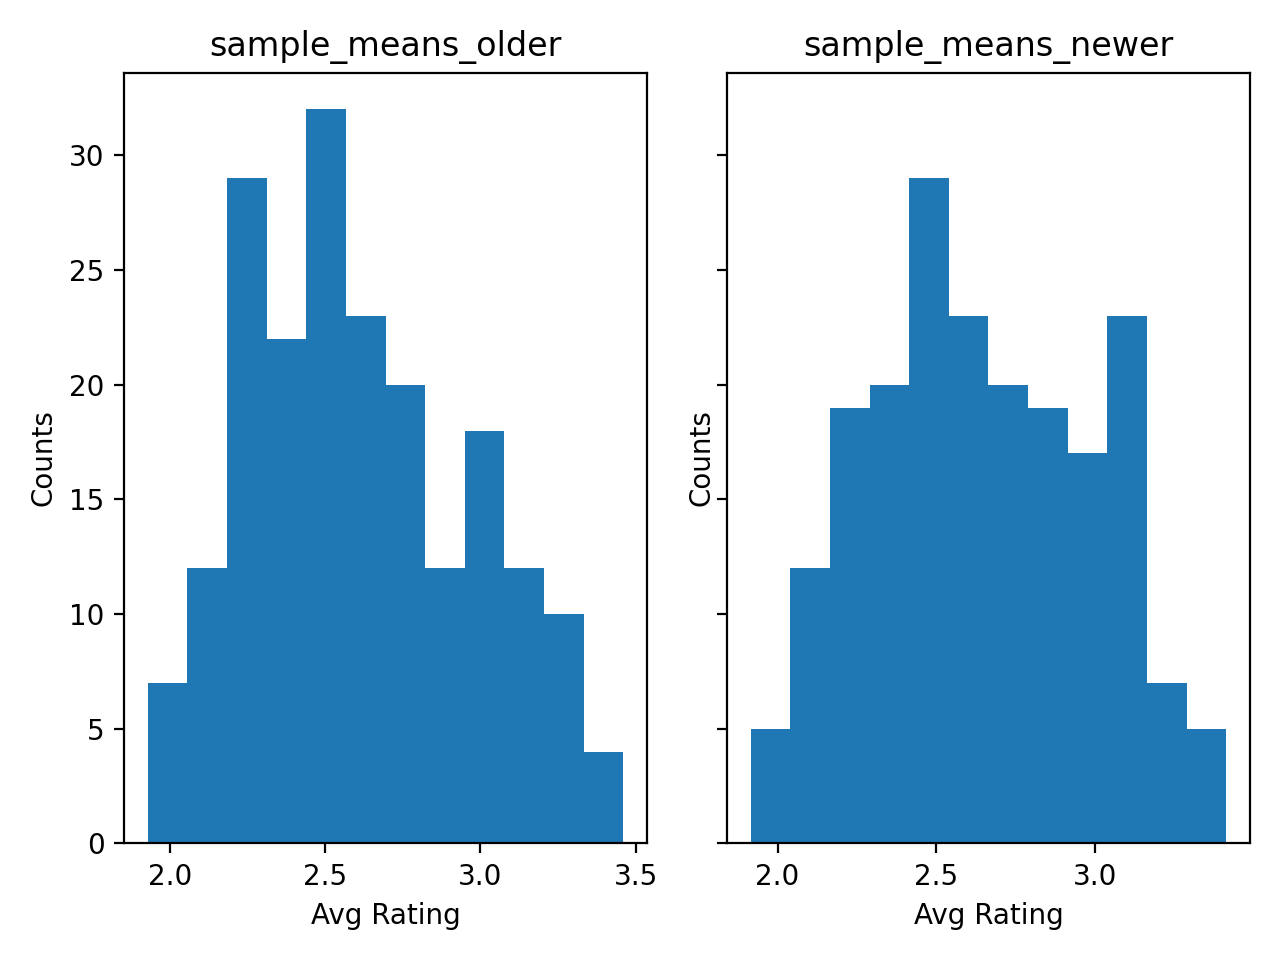 sample_means_older
sample_means_newer
30
25
20
15
10
5
0
Counts
Counts
2.0 2.5 3.0 3.5
2.0 2.5 3.0
Avg Rating
Avg Rating